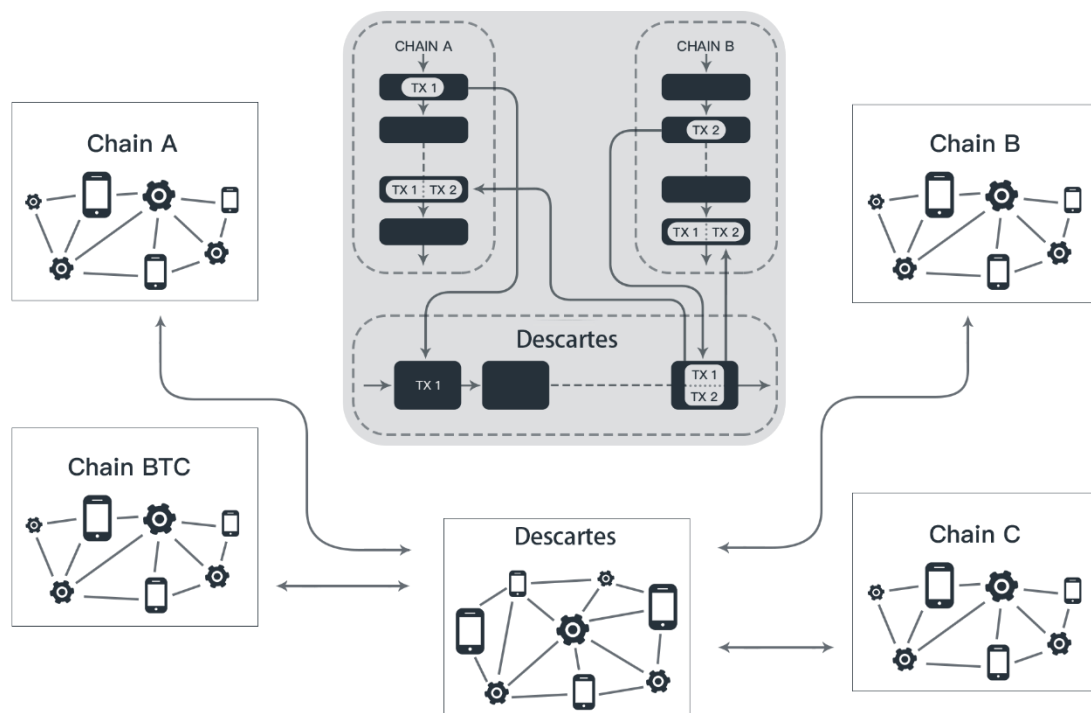 CHAIN A
TX 1
TX 1 TX 2
CHAIN B
TX 2
TX 1 TX 2
Descartes
TX 1
TX 1
TX 2
Chain A
Chain B
Chain BTC
Descartes
Chain C